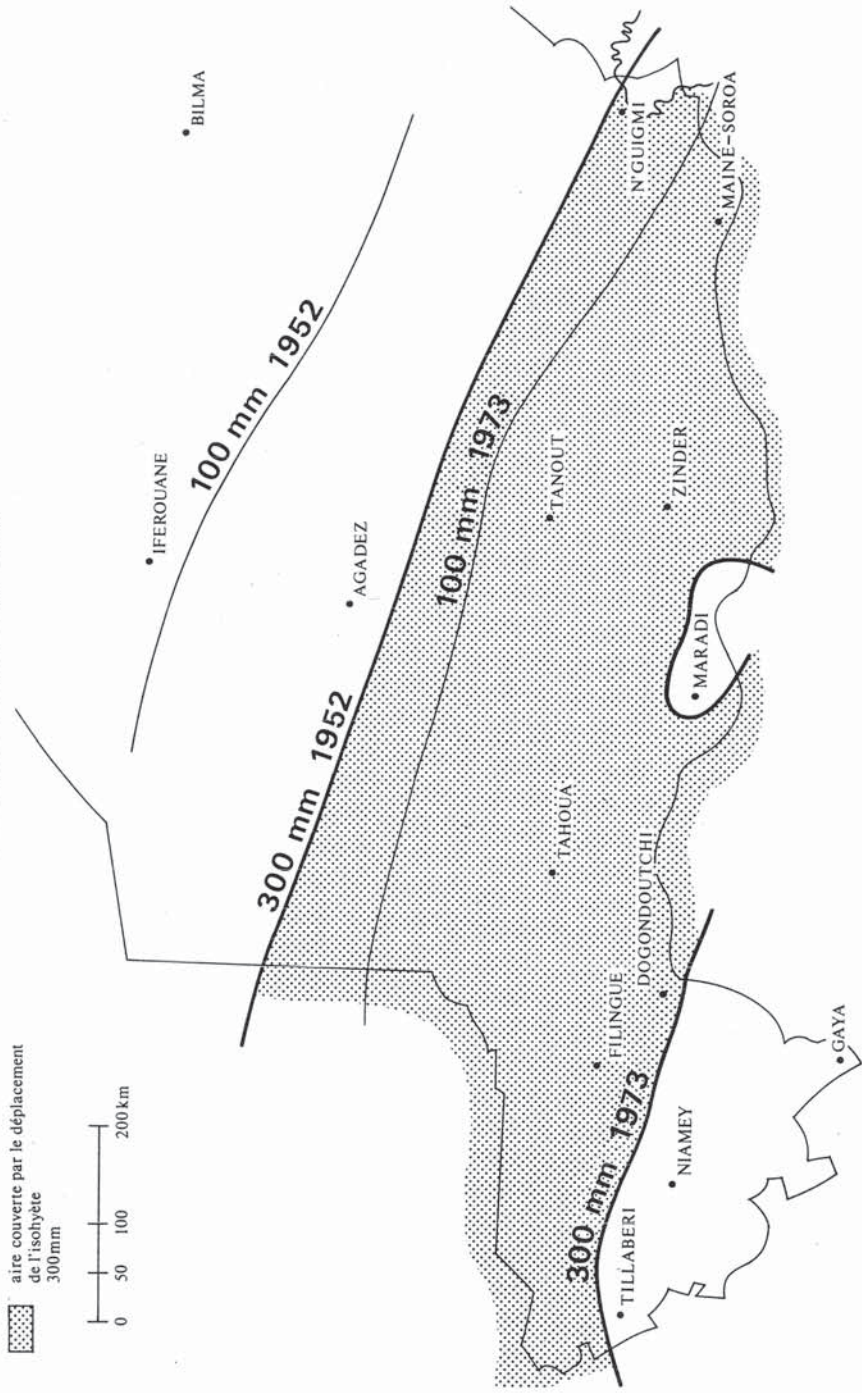 aire couverte par le déplacement
de l'isohyète
300mm
0 50 100 200km
BILMA
IFEROUANE
100 mm 1952
AGADEZ
300 mm 1952
100 mm 1973
N'GUIGMI
TANOUT
TAHOUA
MAINE-SOROA
ZINDER
MARADI
FILINGUE
DOGONDOUTCHI
300 mm 1973
TILLABERI
NIAMEY
GAYA